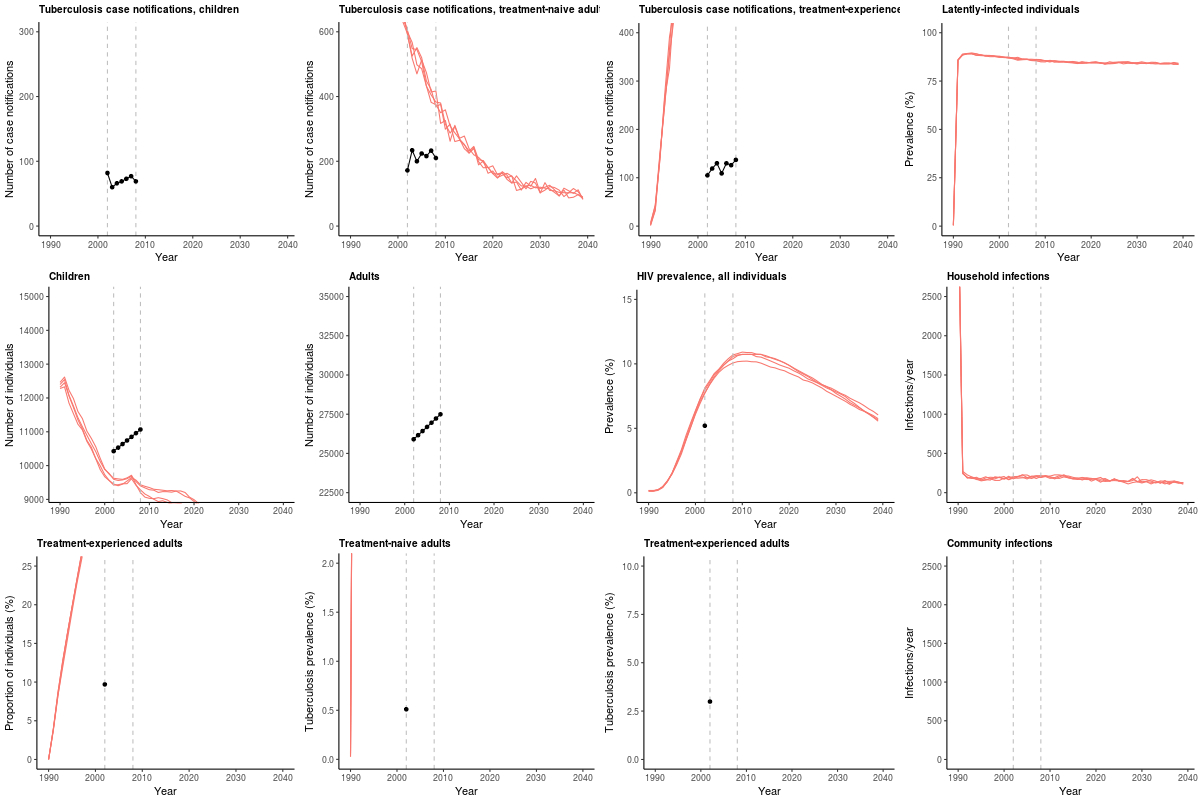 Tuberculosis case notifications, children
Number of case notifications
300
200
100
0
1990 2000 2010 2020 2030 2040
Year
Tuberculosis case notifications, treatment-naive adul
Number of case notifications
600
400
200
0
1990 2000 2010 2020 2030 2040
Year
Tuberculosis case notifications, treatment-experience
Number of case notifications
400
300
200
100
0
1990 2000 2010 2020 2030 2040
Year
Latently-infected individuals
Prevalence (%)
100
75
50
25
0
1990 2000 2010 2020 2030 2040
Year
Children
Number of individuals
15000
14000
13000
12000
11000
10000
9000
1990 2000 2010 2020 2030 2040
Year
Adults
Number of individuals
35000
32500
30000
27500
25000
22500
1990 2000 2010 2020 2030 2040
Year
HIV prevalence, all individuals
Prevalence (%)
15
10
5
0
1990 2000 2010 2020 2030 2040
Year
Household infections
Infections/year
2500
2000
1500
1000
500
0
1990 2000 2010 2020 2030 2040
Year
Treatment-experienced adults
Proportion of individuals (%)
25
20
15
10
5
0
1990 2000 2010 2020 2030 2040
Year
Treatment-naive adults
Tuberculosis prevalence (%)
2.0
1.5
1.0
0.5
0.0
1990 2000 2010 2020 2030 2040
Year
Treatment-experienced adults
Tuberculosis prevalence (%)
10.0
7.5
5.0
2.5
0.0
1990 2000 2010 2020 2030 2040
Year
Community infections
Infections/year
2500
2000
1500
1000
500
0
1990 2000 2010 2020 2030 2040
Year